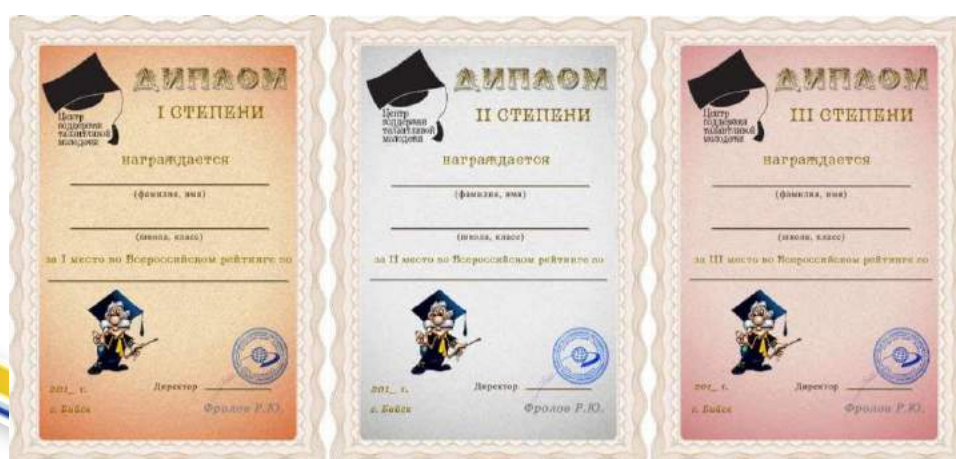 Центр
поддержки
талантливой
молодежи
ДИПЛОМ
I СТЕПЕНИ
награждается
(фамилия, имя)
(школа, класс)
за I место во Всероссийском рейтинге по
201_ г.
Директор
г. Бийск
Фролов Р.Ю.
Центр
поддержки
талантливой
молодежи
ДИПЛОМ
II СТЕПЕНИ
награждается
(фамилия, имя)
(школа, класс)
за II место во Всероссийском рейтинге по
201_ г.
Директор
г. Бийск
Фролов Р.Ю.
Центр
поддержки
талантливой
молодежи
ДИПЛОМ
III СТЕПЕНИ
награждается
(фамилия, имя)
(школа, класс)
за III место во Всероссийском рейтинге по
201_ г.
Директор
г. Бийск
Фролов Р.Ю.